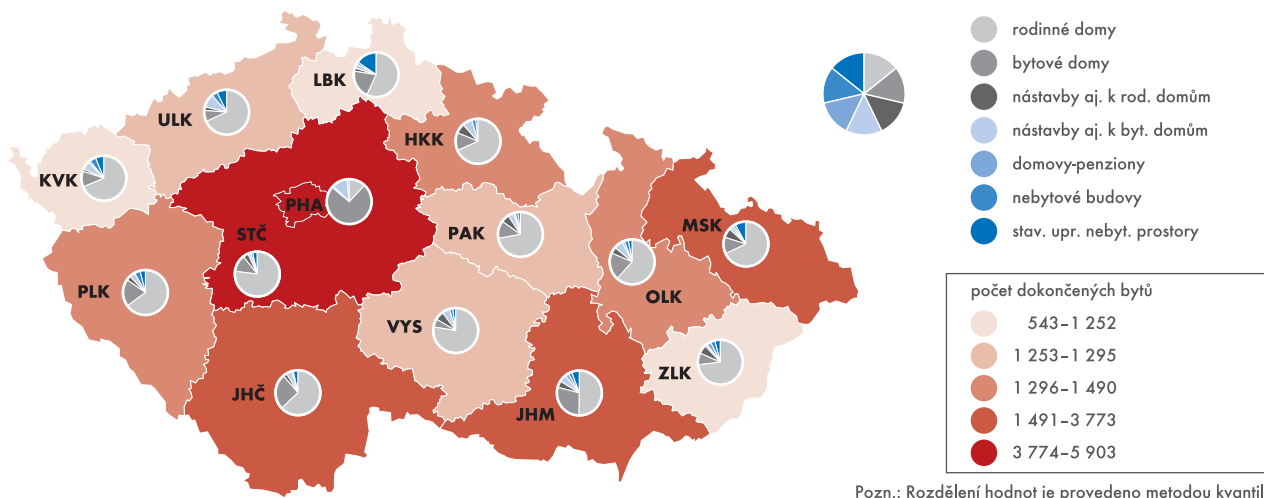 LBK
ULK
HKK
KVK
PHA
MSK
STČ
PAK
PLK
OLK
VYS
ZLK
JHČ
JHM
rodinné domy
bytové domy
nástavby aj. k rod. domům
nástavby aj. k byt. domům
domovy-penziony
nebytové budovy
stav. upr. nebyt. prostory
počet dokončených bytů
543–1 252
1 253–1 295
1 296–1 490
1 491–3 773
3 774–5 903
Pozn.: Rozdělení hodnot je provedeno metodou kvantil